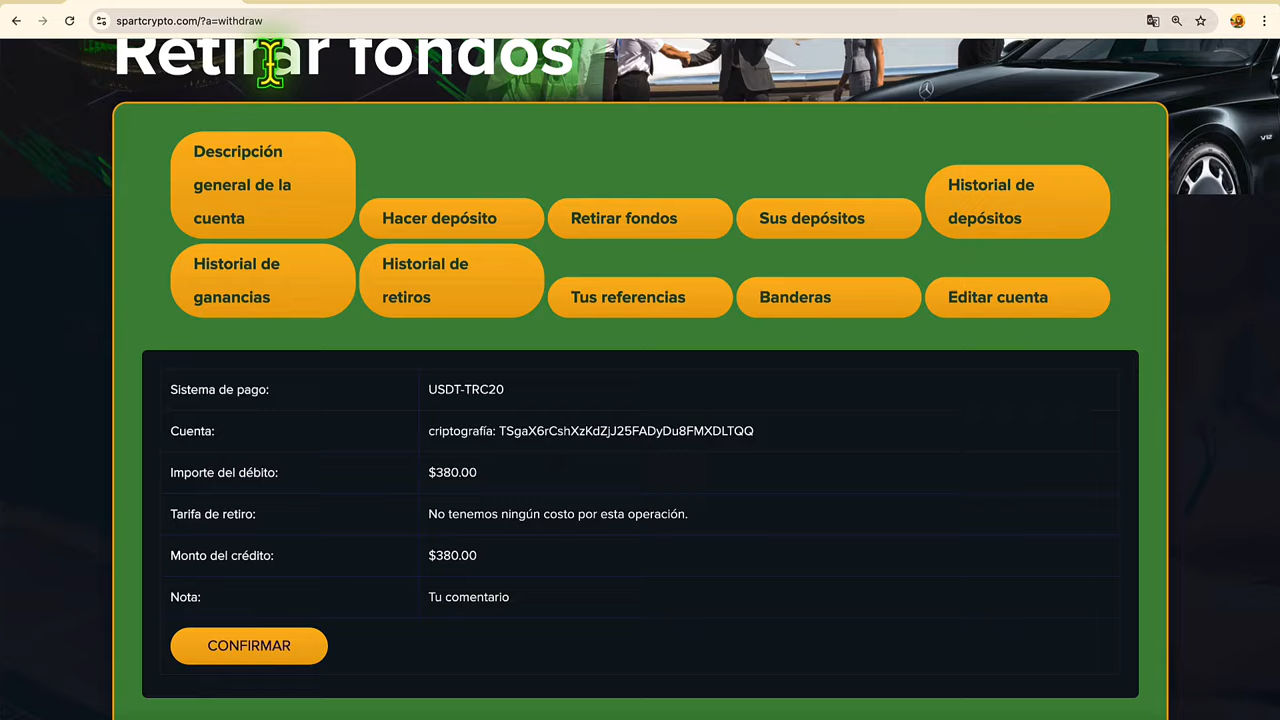 spartcrypto.com/?a=withdraw
Retirar fondos
Descripción
general de la
cuenta
Hacer depósito
Retirar fondos
Sus depósitos
Historial de
depósitos
Historial de
ganancias
Historial de
retiros
Tus referencias
Banderas
Editar cuenta
Sistema de pago: USDT-TRC20
Cuenta: criptografía: TSgaX6rCshXzKdZjJ25FADyDu8FMXDLTQQ
Importe del débito: $380.00
Tarifa de retiro: No tenemos ningún costo por esta operación.
Monto del crédito: $380.00
Nota: Tu comentario
CONFIRMAR
V12